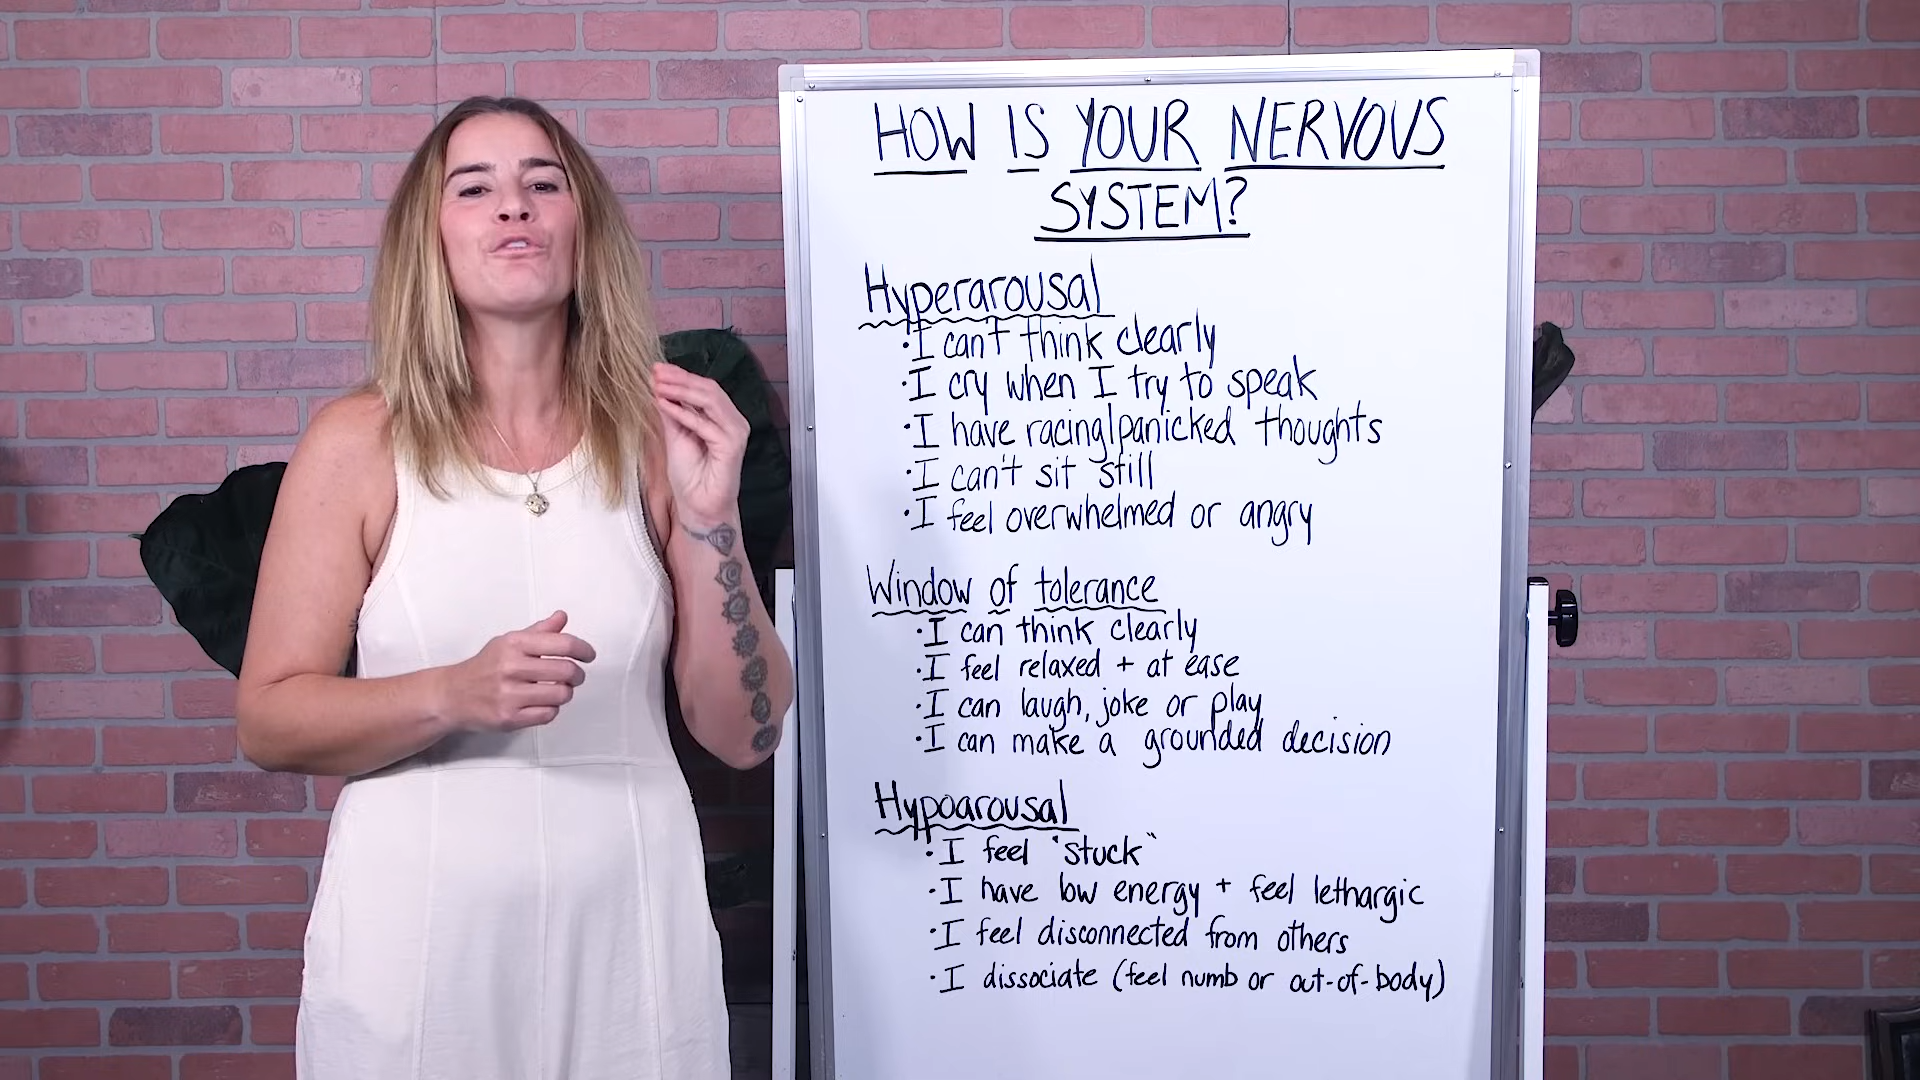 HOW IS YOUR NERVOUS
SYSTEM?
Hyperarousal
·I can't think clearly
·I cry when I try to speak
·I have racing/panicked thoughts
·I can't sit still
·I feel overwhelmed or angry
Window of tolerance
·I can think clearly
·I feel relaxed + at ease
·I can laugh, joke or play
·I can make a grounded decision
Hypoarousal
·I feel "stuck"
·I have low energy + feel lethargic
·I feel disconnected from others
·I dissociate (feel numb or out-of-body)